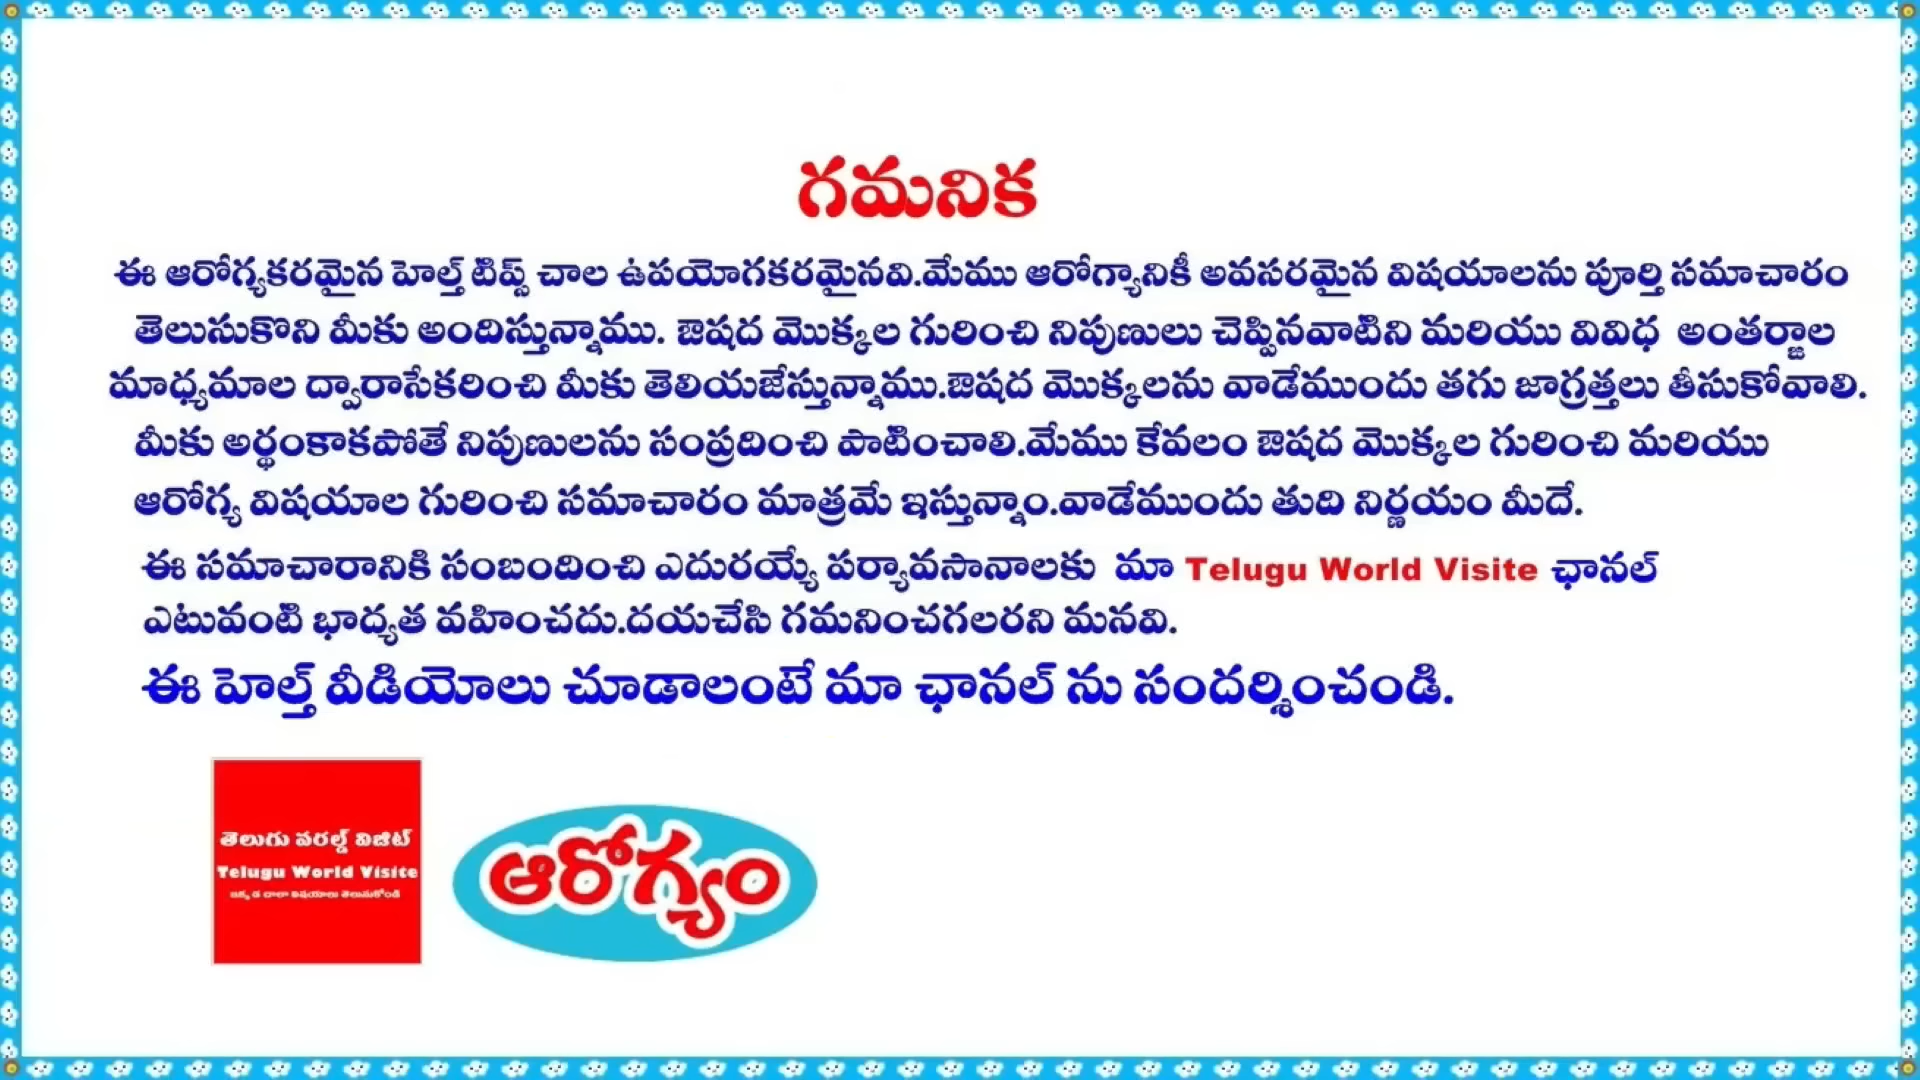 గమనిక
ఈ ఆరోగ్యకరమైన హెల్త్ టిప్స్ చాల ఉపయోగకరమైనవి.మేము ఆరోగ్యానికీ అవసరమైన విషయాలను పూర్తి సమాచారం
తెలుసుకొని మీకు అందిస్తున్నాము. ఔషద మొక్కల గురించి నిపుణులు చెప్పినవాటిని మరియు వివిధ అంతర్జాల
మాధ్యమాల ద్వారాసేకరించి మీకు తెలియజేస్తున్నాము.ఔషద మొక్కలను వాడేముందు తగు జాగ్రత్తలు తీసుకోవాలి.
మీకు అర్థంకాకపోతే నిపుణులను సంప్రదించి పాటించాలి.మేము కేవలం ఔషద మొక్కల గురించి మరియు
ఆరోగ్య విషయాల గురించి సమాచారం మాత్రమే ఇస్తున్నాం.వాడేముందు తుది నిర్ణయం మీదే.
ఈ సమాచారానికి సంబందించి ఎదురయ్యే పర్యావసానాలకు మా Telugu World Visite ఛానల్
ఎటువంటి భాద్యత వహించదు.దయచేసి గమనించగలరని మనవి.
ఈ హెల్త్ వీడియోలు చూడాలంటే మా ఛానల్ ను సందర్శించండి.
తెలుగు వరల్డ్ విజిట్
Telugu World Visite
ఇక్కడ చాలా విషయాలు తెలుసుకోండి
ఆరోగ్యం